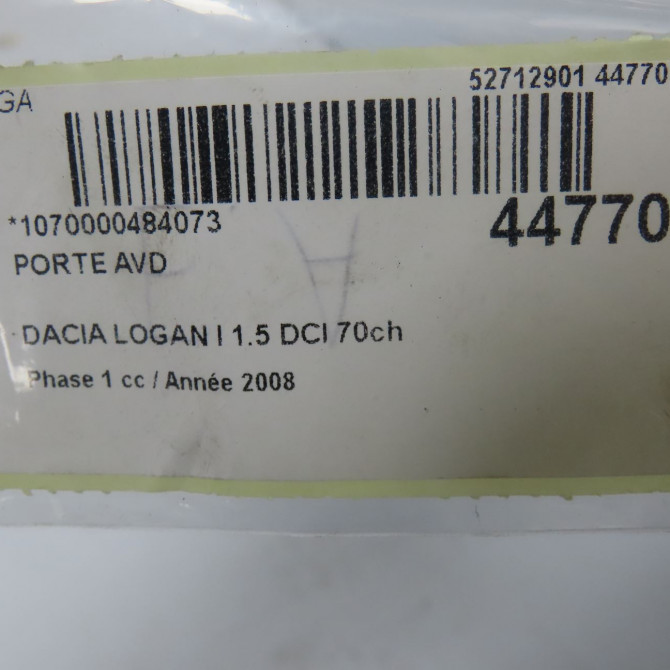 GA
52712901 44770
*1070000484073
44770
PORTE AVD
DACIA LOGAN I 1.5 DCI 70ch
Phase 1 cc / Année 2008